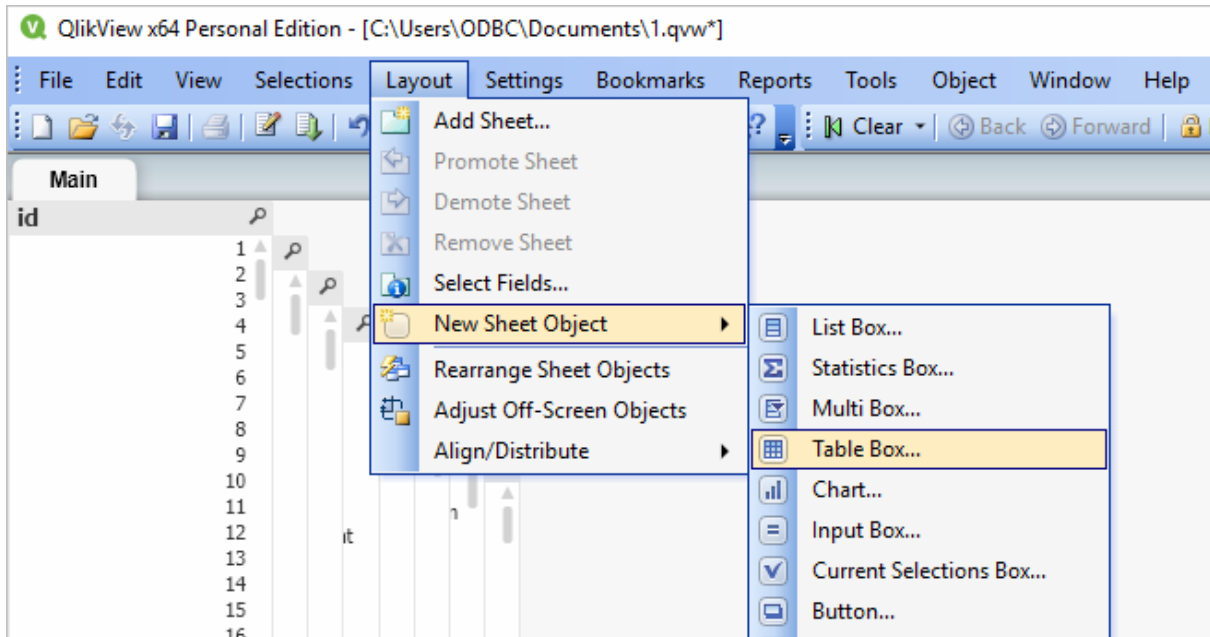 QlikView x64 Personal Edition - [C:\Users\ODBC\Documents\1.qvw*]
File Edit View Selections Layout Settings Bookmarks Reports Tools Object Window Help
Clear Back Forward
Main
id
Add Sheet...
Promote Sheet
Demote Sheet
Remove Sheet
Select Fields...
New Sheet Object
Rearrange Sheet Objects
Adjust Off-Screen Objects
Align/Distribute
List Box...
Statistics Box...
Multi Box...
Table Box...
Chart...
Input Box...
Current Selections Box...
Button...
1
2
3
4
5
6
7
8
9
10
11
12
13
14
15
16